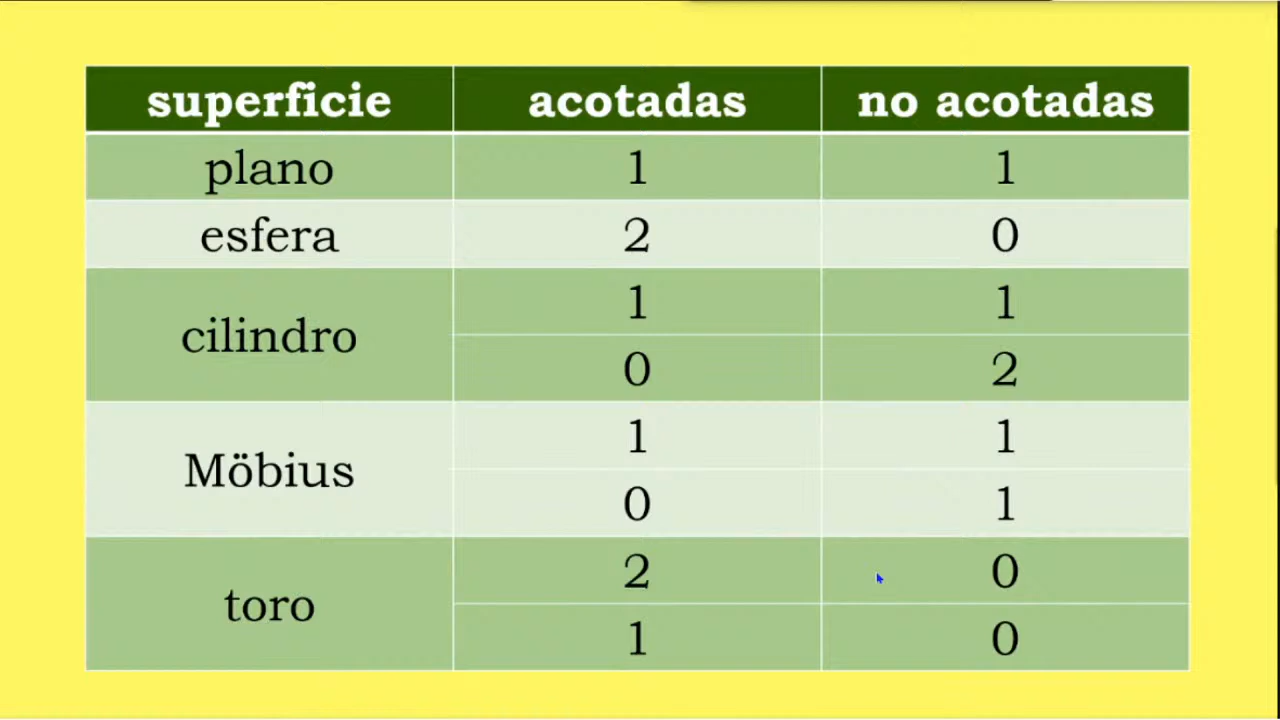 superficie acotadas no acotadas
plano 1 1
esfera 2 0
cilindro 1 1
0 2
Möbius 1 1
0 1
toro 2 0
1 0